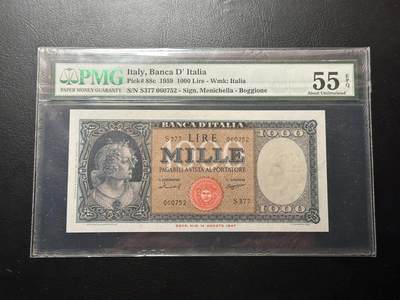 PMG
PAPER MONEY GUARANTY
Italy, Banca D' Italia
Pick# 88c 1959 1000 Lire - Wmk: Italia
S/N S377 060752 - Sign. Menichella - Boggione
55 EPQ
About Uncirculated
BANCA D'ITALIA
1000
S 377
LIRE
060752
1000
MILLE
PAGABILI A VISTA AL PORTATORE
060752
S 377